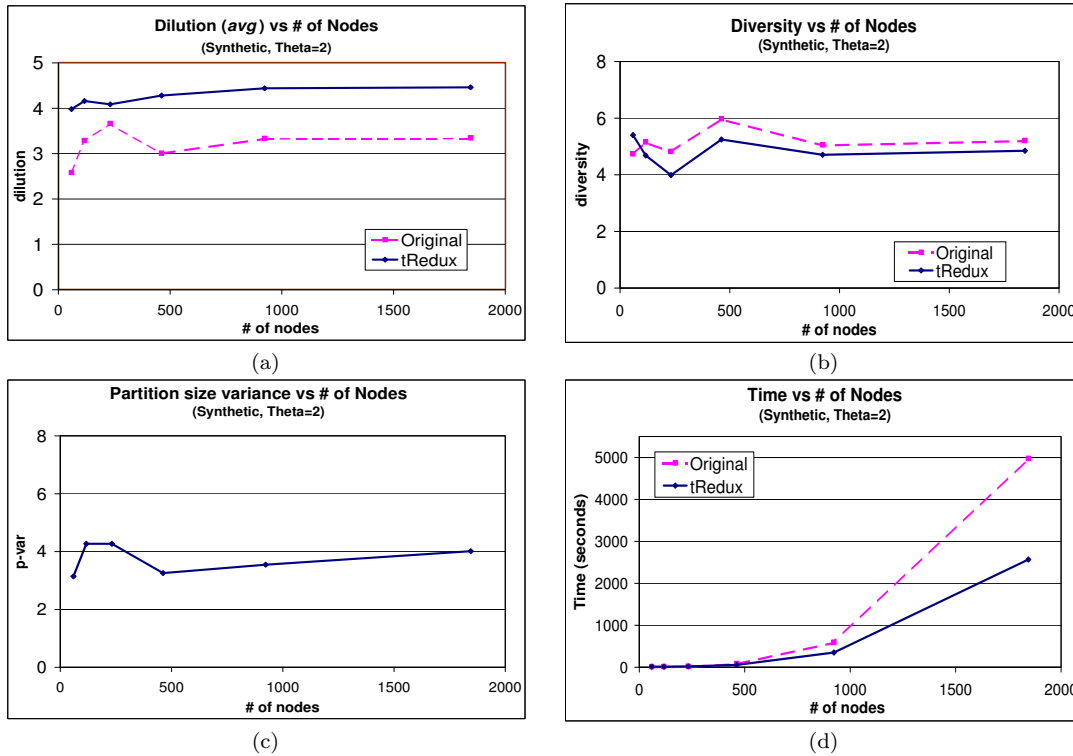 Dilution (avg) vs # of Nodes
(Synthetic, Theta=2)
5
4
3
2
1
0
dilution
Original
tRedux
0
500
1000
1500
2000
# of nodes
(a)
Diversity vs # of Nodes
(Synthetic, Theta=2)
8
6
4
2
0
diversity
Original
tRedux
0
500
1000
1500
2000
# of nodes
(b)
Partition size variance vs # of Nodes
(Synthetic, Theta=2)
8
6
4
2
0
p-var
0
500
1000
1500
2000
# of nodes
(c)
Time vs # of Nodes
(Synthetic, Theta=2)
Original
tRedux
5000
4000
3000
2000
1000
0
Time (seconds)
0
500
1000
1500
2000
# of nodes
(d)